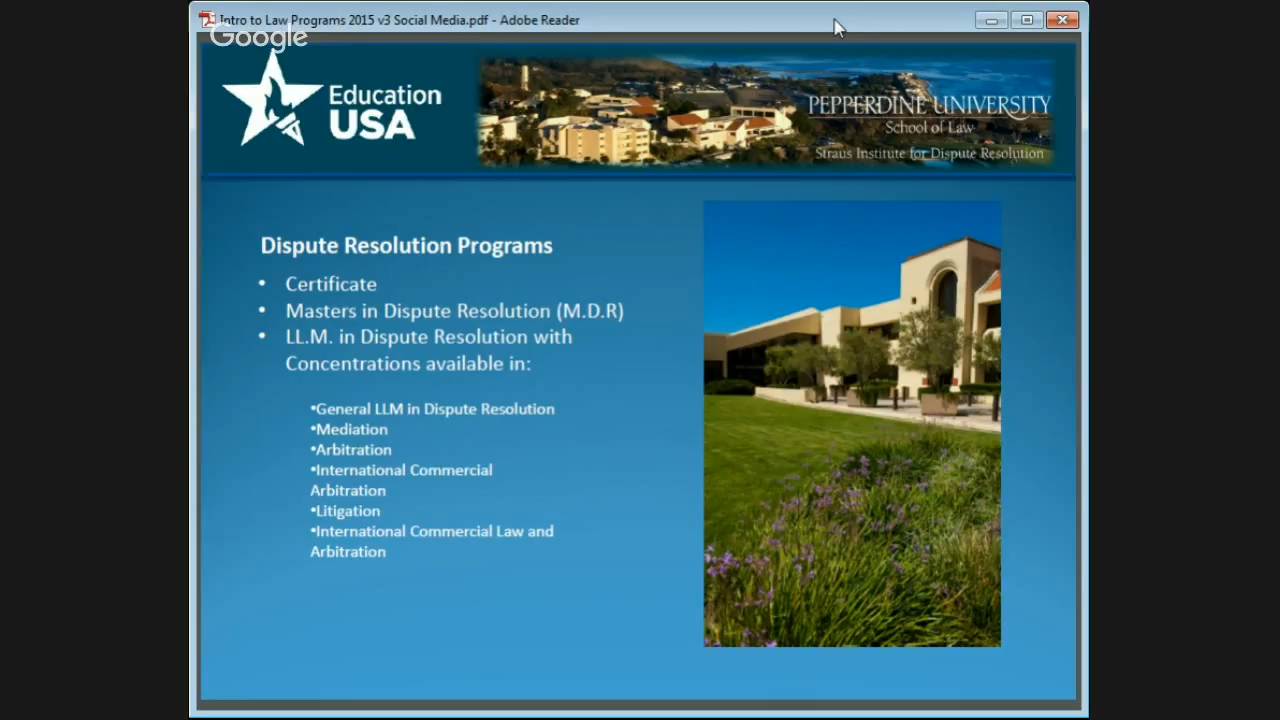 Intro to Law Programs 2015 v3 Social Media.pdf - Adobe Reader
Google
Education
USA
PEPPERDINE UNIVERSITY
School of Law
Straus Institute for Dispute Resolution
Dispute Resolution Programs
• Certificate
• Masters in Dispute Resolution (M.D.R)
• LL.M. in Dispute Resolution with
Concentrations available in:
•General LLM in Dispute Resolution
•Mediation
•Arbitration
•International Commercial
Arbitration
•Litigation
•International Commercial Law and
Arbitration